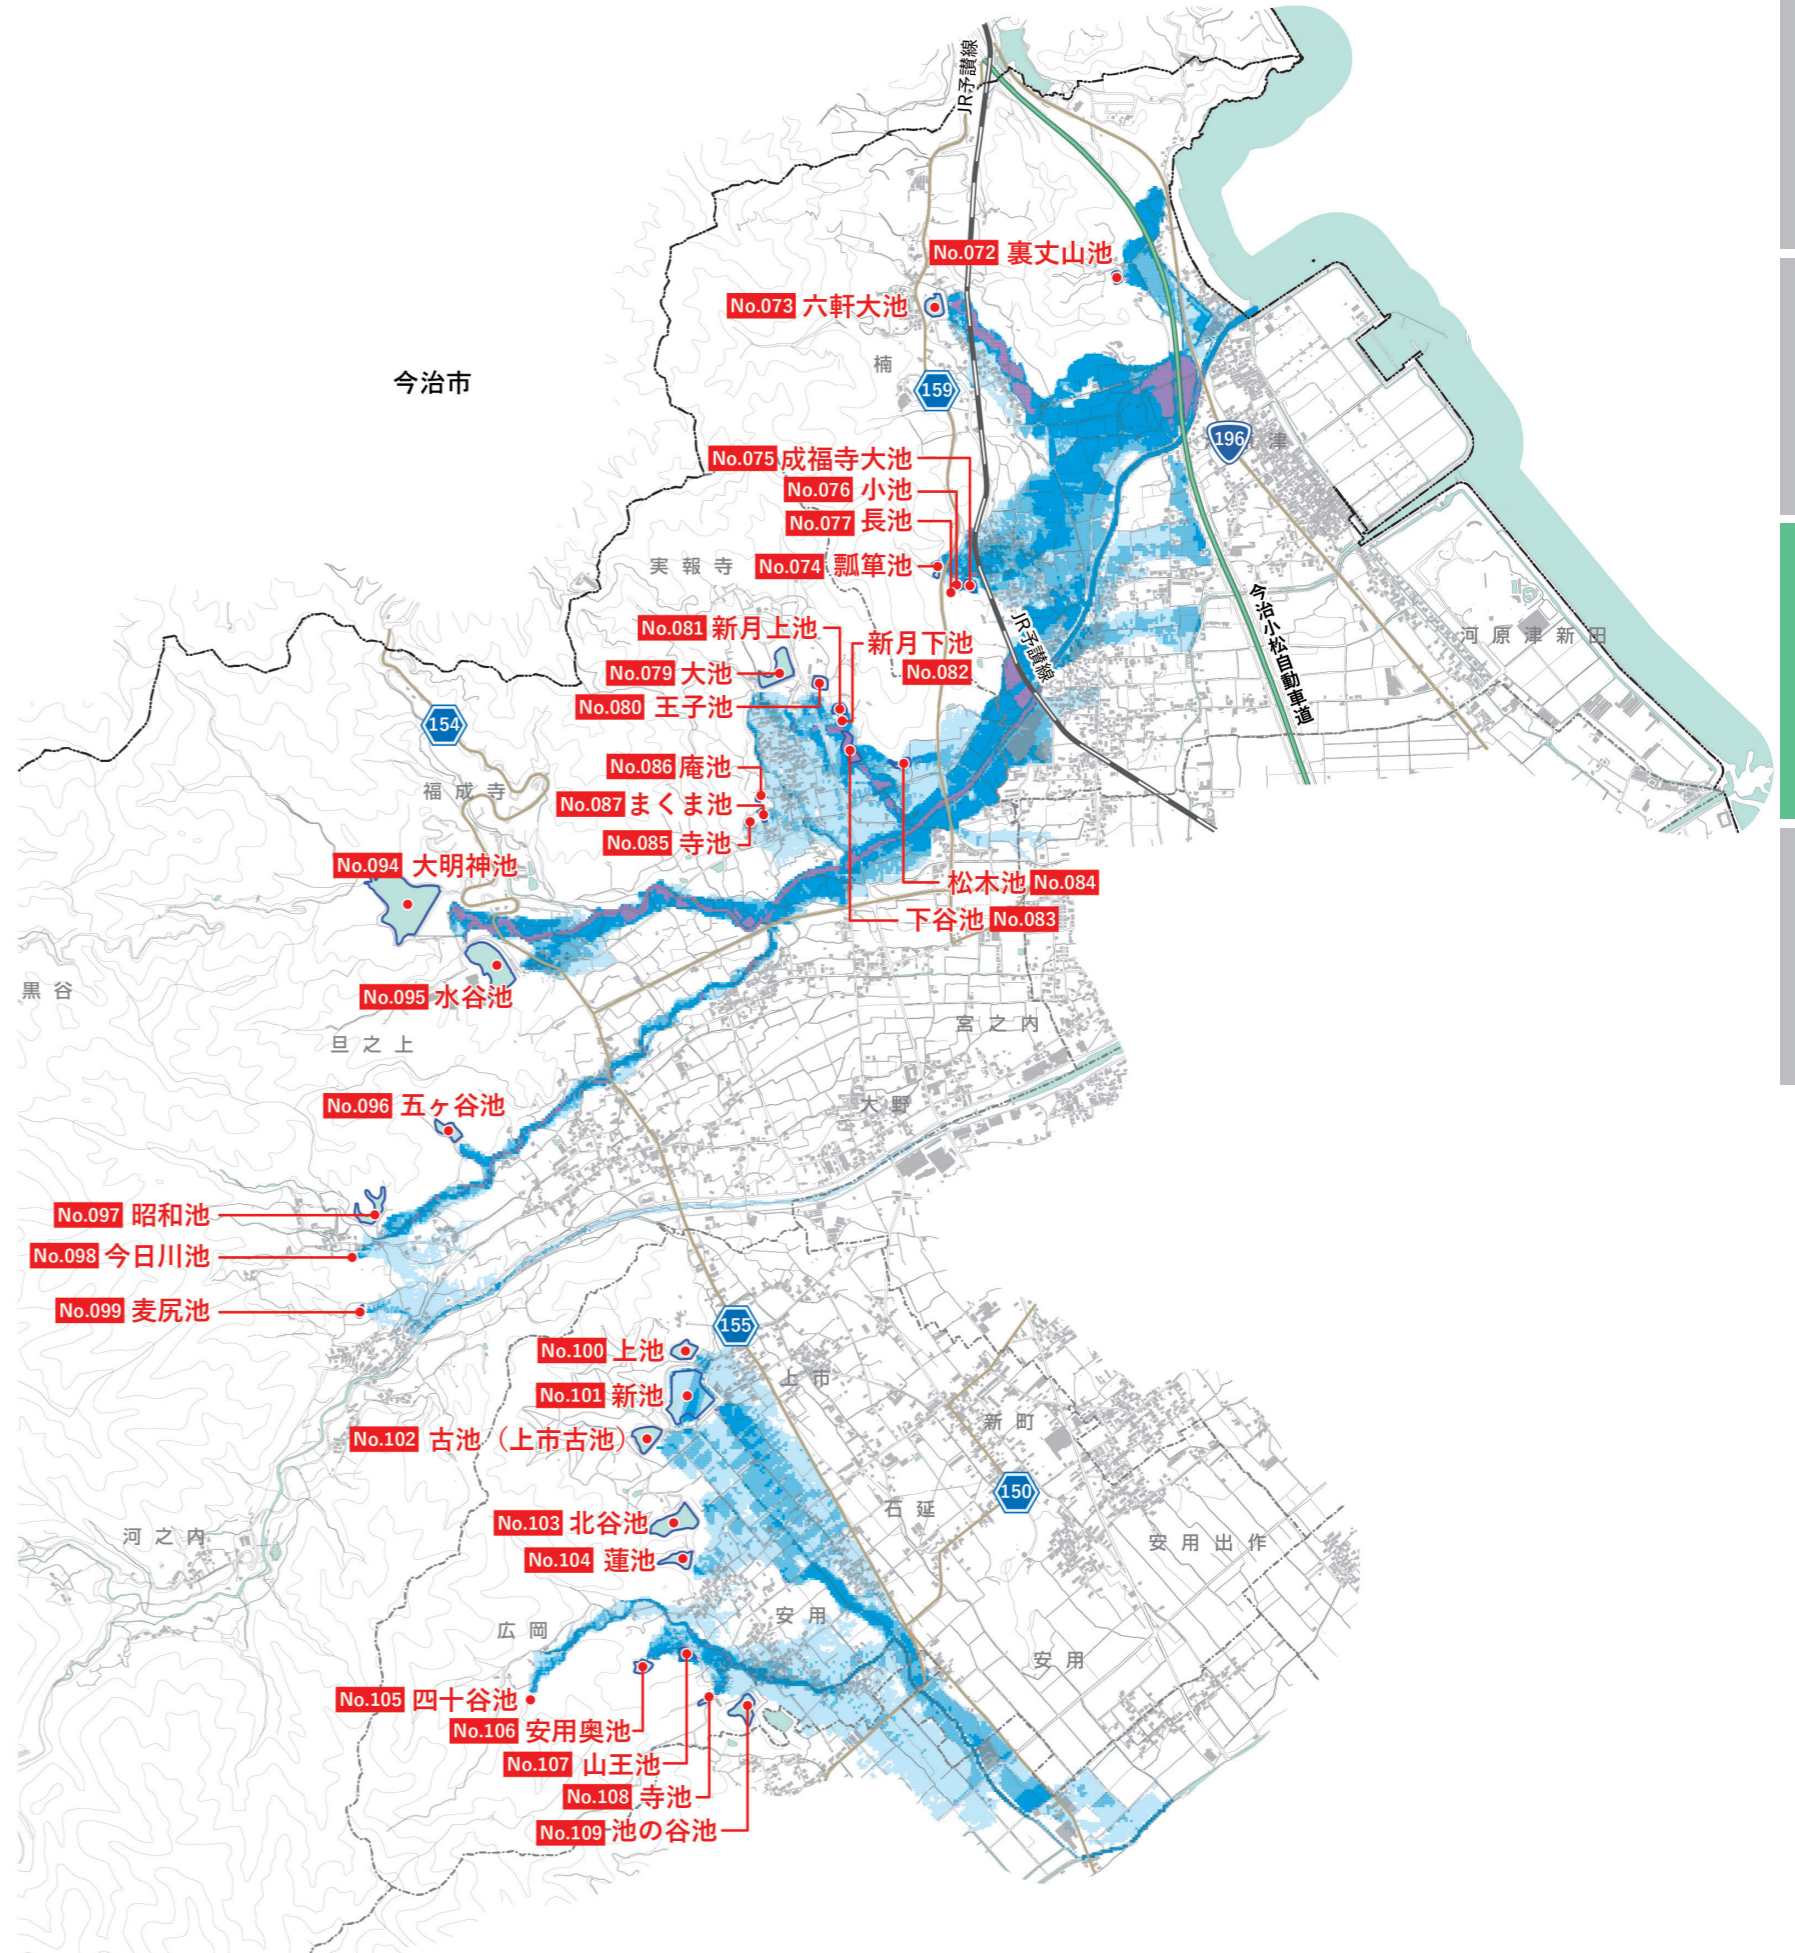 JR予讃線
No.072 裏丈山池
No.073 六軒大池
楠
今治市
159
196
津
No.075 成福寺大池
No.076 小池
No.077 長池
実報寺
No.074 瓢箪池
今治小松自動車道
JR予讃線
河原津新田
No.081 新月上池
新月下池
No.082
No.079 大池
No.080 王子池
154
No.086 庵池
福成寺
No.087 まくま池
No.085 寺池
No.094 大明神池
松木池 No.084
下谷池 No.083
黒谷
No.095 水谷池
宮之内
旦之上
No.096 五ヶ谷池
大野
No.097 昭和池
No.098 今日川池
No.099 麦尻池
155
No.100 上池
上市
No.101 新池
新町
No.102 古池（上市古池）
150
石延
No.103 北谷池
河之内
安用出作
No.104 蓮池
安用
広岡
安用
No.105 四十谷池
No.106 安用奥池
No.107 山王池
No.108 寺池
No.109 池の谷池